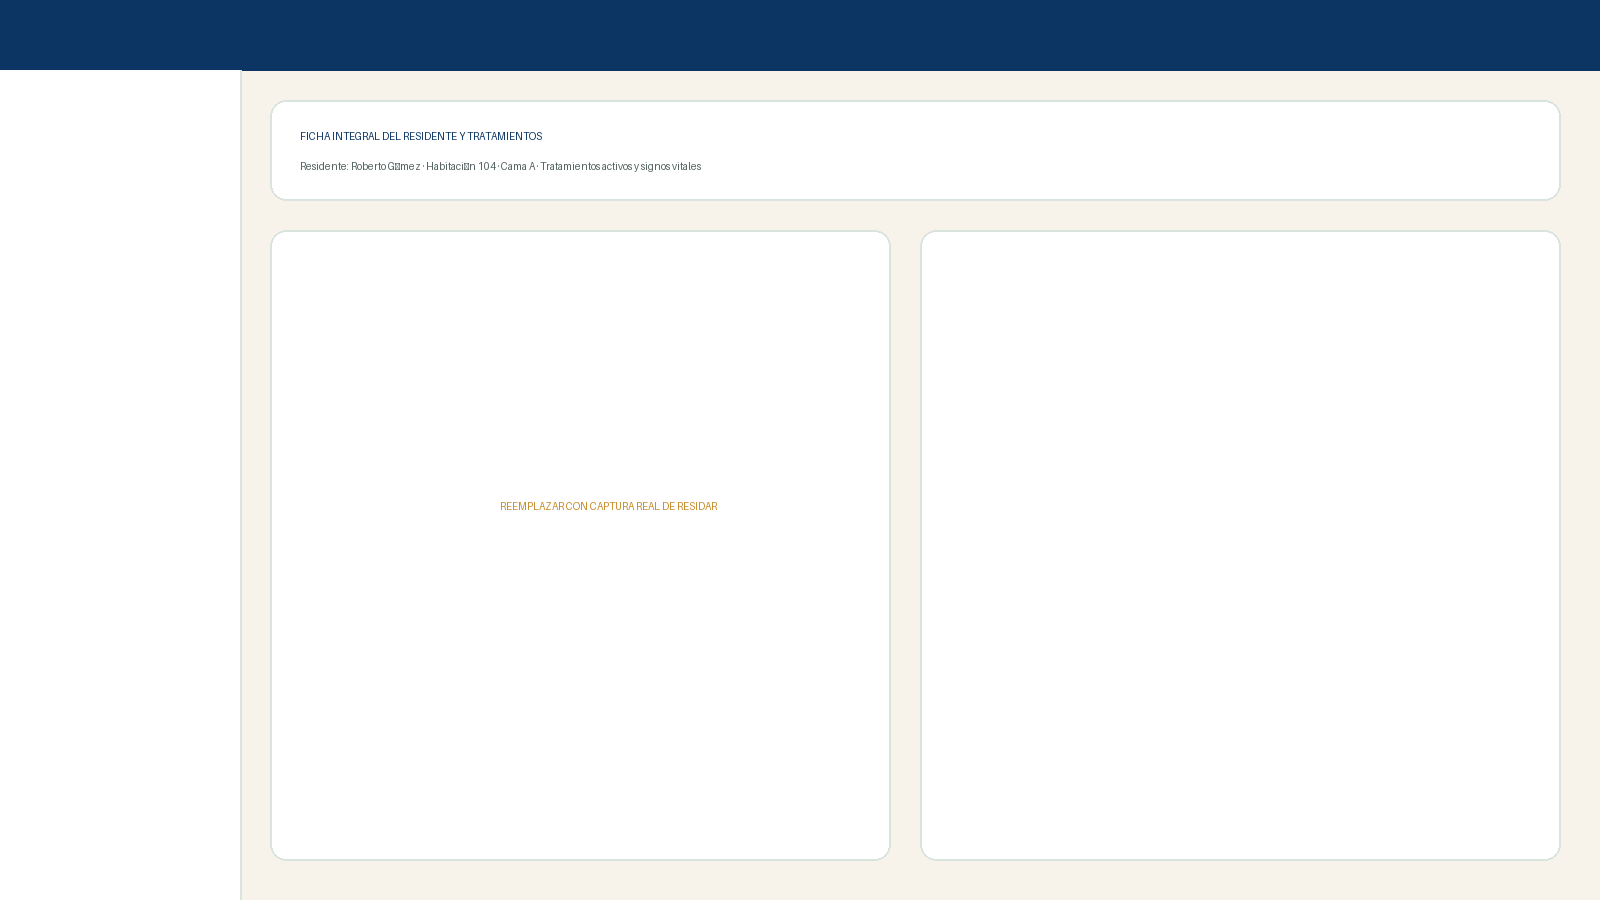 FICHA INTEGRAL DEL RESIDENTE Y TRATAMIENTOS
Residente: Roberto G▯mez · Habitaci▯n 104 · Cama A · Tratamientos activos y signos vitales
REEMPLAZAR CON CAPTURA REAL DE RESIDAR